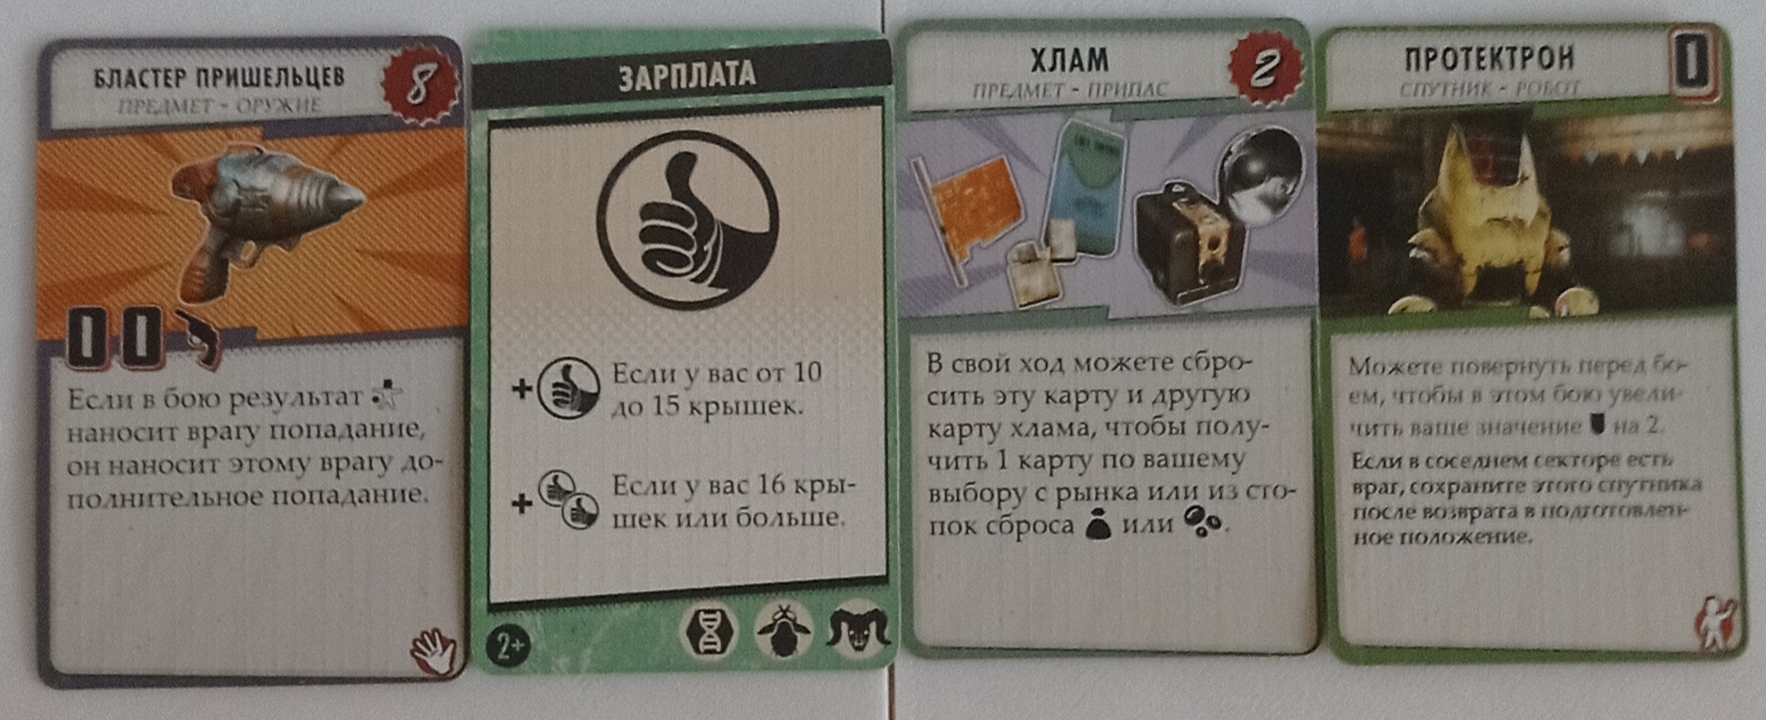 БЛАСТЕР ПРИШЕЛЬЦЕВ
ПРЕДМЕТ - ОРУЖИЕ
8
Если в бою результат
наносит врагу попадание,
он наносит этому врагу до-
полнительное попадание.
ЗАРПЛАТА
+
Если у вас от 10
до 15 крышек.
+
Если у вас 16 кры-
шек или больше.
2+
ХЛАМ
ПРЕДМЕТ - ПРИПАС
2
В свой ход можете сбро-
сить эту карту и другую
карту хлама, чтобы полу-
чить 1 карту по вашему
выбору с рынка или из сто-
пок сброса или .
ПРОТЕКТРОН
СПУТНИК - РОБОТ
Можете повернуть перед бо-
ем, чтобы в этом бою увели-
чить ваше значение на 2.
Если в соседнем секторе есть
враг, сохраните этого спутника
после возврата в подготовлен-
ное положение.